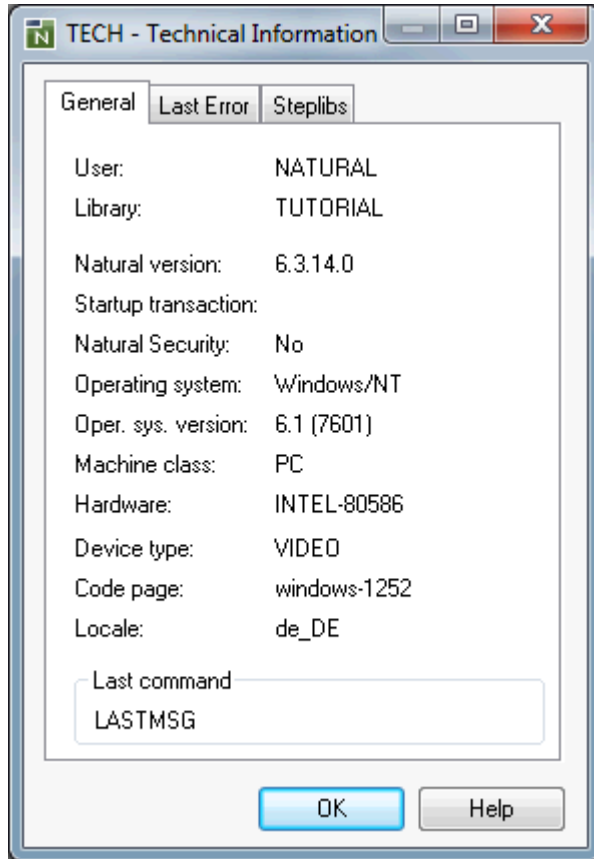 TECH - Technical Information
General Last Error Steplibs
User: NATURAL
Library: TUTORIAL
Natural version: 6.3.14.0
Startup transaction:
Natural Security: No
Operating system: Windows/NT
Oper. sys. version: 6.1 (7601)
Machine class: PC
Hardware: INTEL-80586
Device type: VIDEO
Code page: windows-1252
Locale: de_DE
Last command
LASTMSG
OK Help